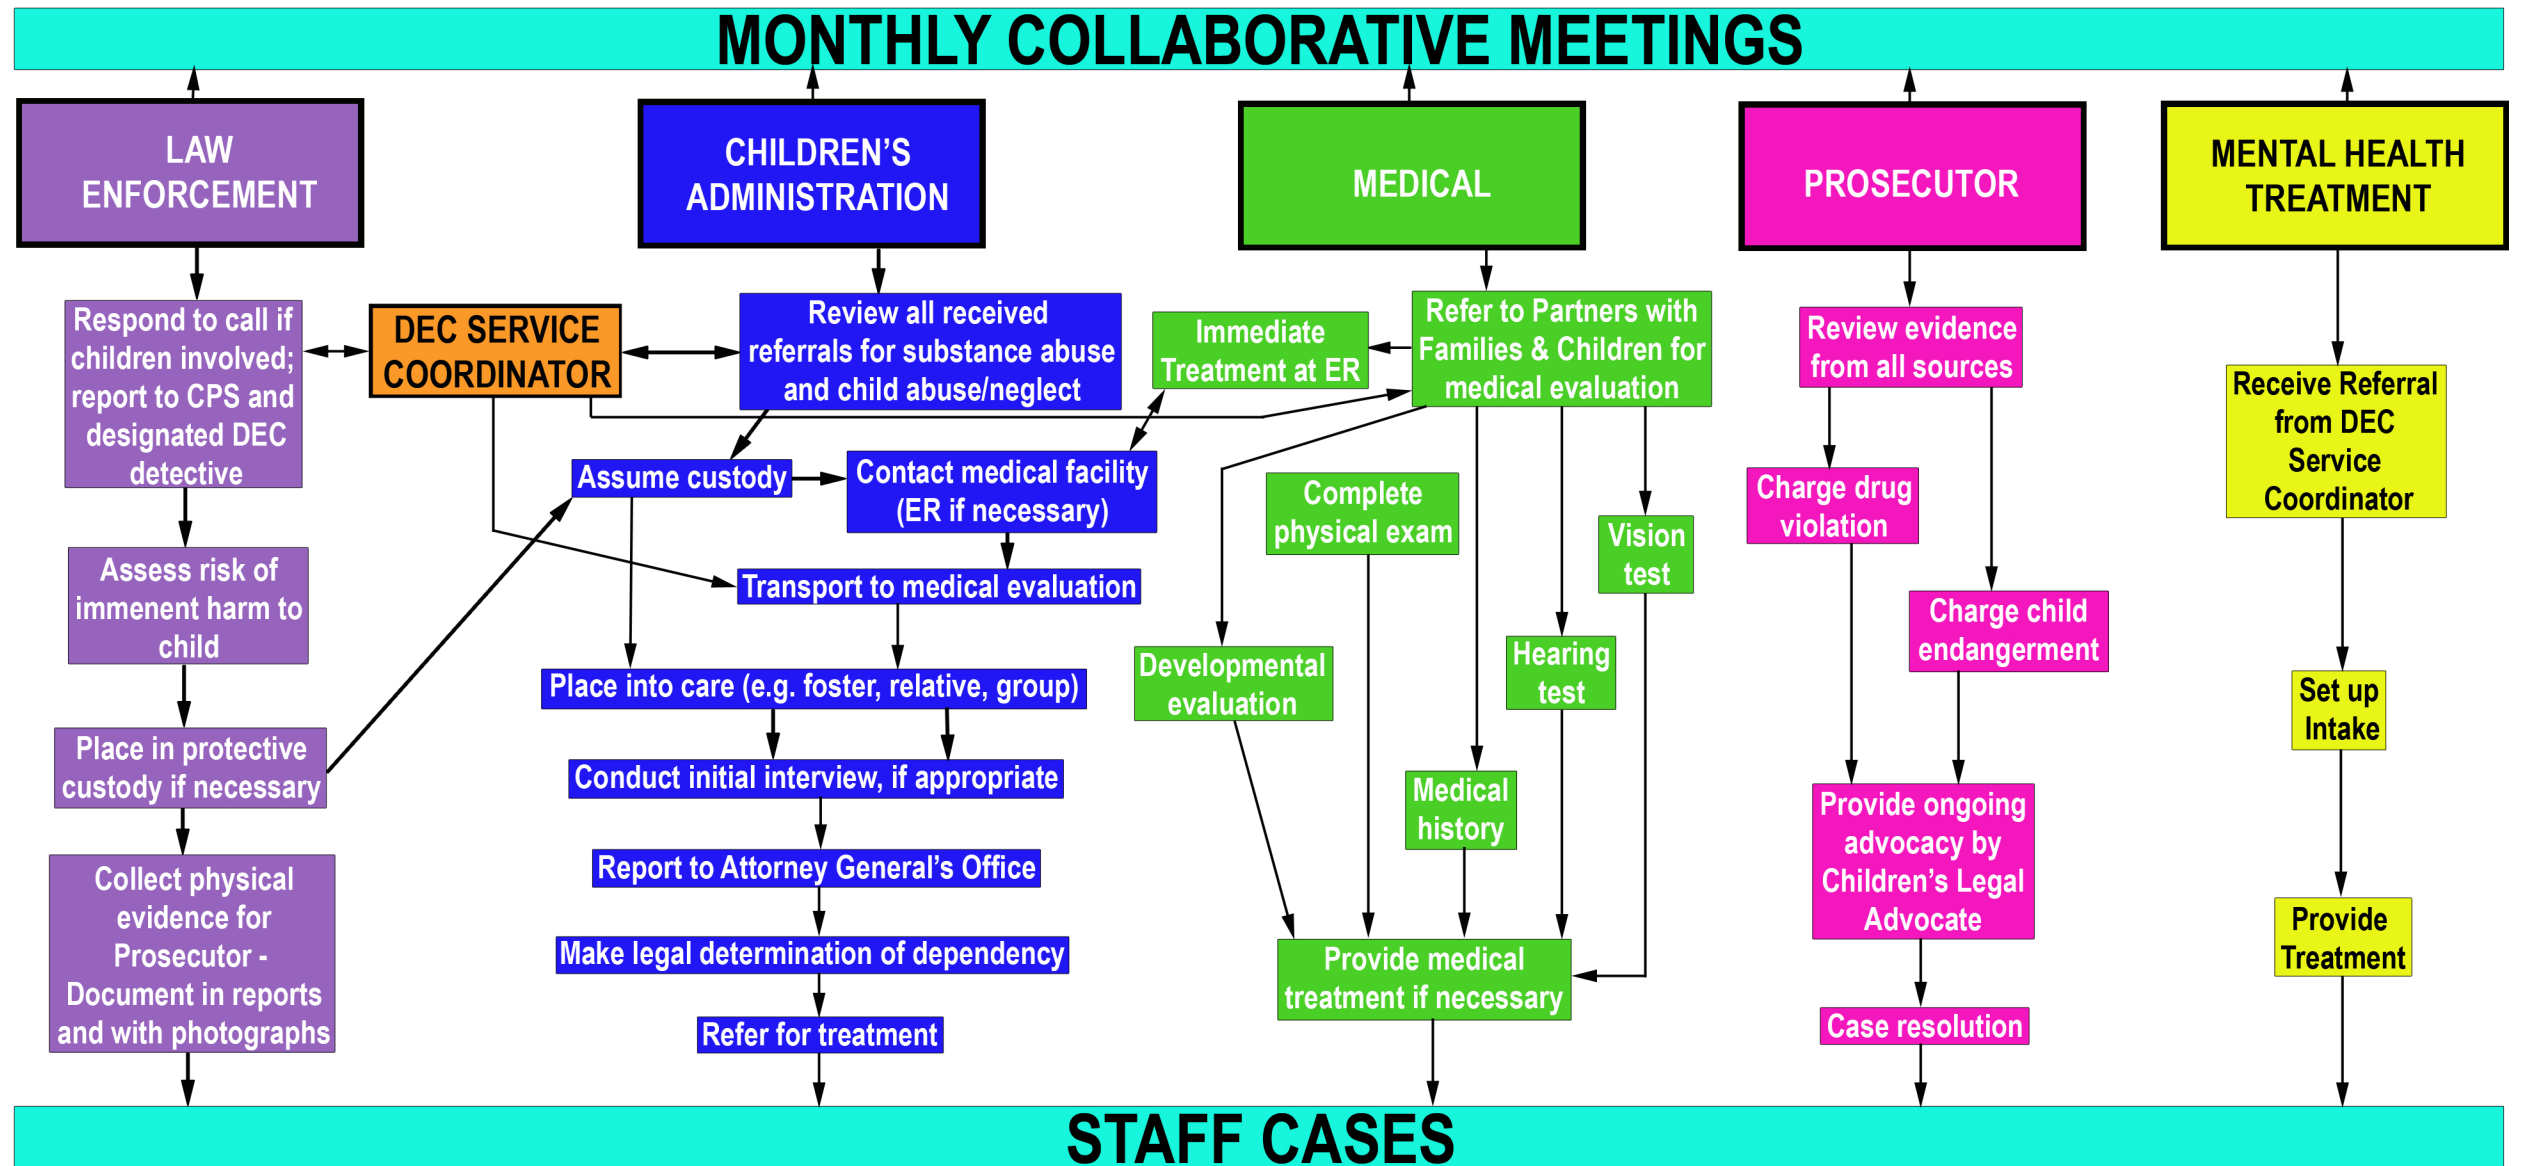 MONTHLY COLLABORATIVE MEETINGS
LAW
ENFORCEMENT
CHILDREN'S
ADMINISTRATION
MEDICAL
PROSECUTOR
MENTAL HEALTH
TREATMENT
Respond to call if
children involved;
report to CPS and
designated DEC
detective
Assess risk of
immenent harm to
child
Place in protective
custody if necessary
Collect physical
evidence for
Prosecutor -
Document in reports
and with photographs
DEC SERVICE
COORDINATOR
Review all received
referrals for substance abuse
and child abuse/neglect
Assume custody
Contact medical facility
(ER if necessary)
Transport to medical evaluation
Place into care (e.g. foster, relative, group)
Conduct initial interview, if appropriate
Report to Attorney General's Office
Make legal determination of dependency
Refer for treatment
Immediate
Treatment at ER
Refer to Partners with
Families & Children for
medical evaluation
Complete
physical exam
Vision
test
Developmental
evaluation
Hearing
test
Medical
history
Provide medical
treatment if necessary
Review evidence
from all sources
Charge drug
violation
Charge child
endangerment
Provide ongoing
advocacy by
Children's Legal
Advocate
Case resolution
Receive Referral
from DEC
Service
Coordinator
Set up
Intake
Provide
Treatment
STAFF CASES